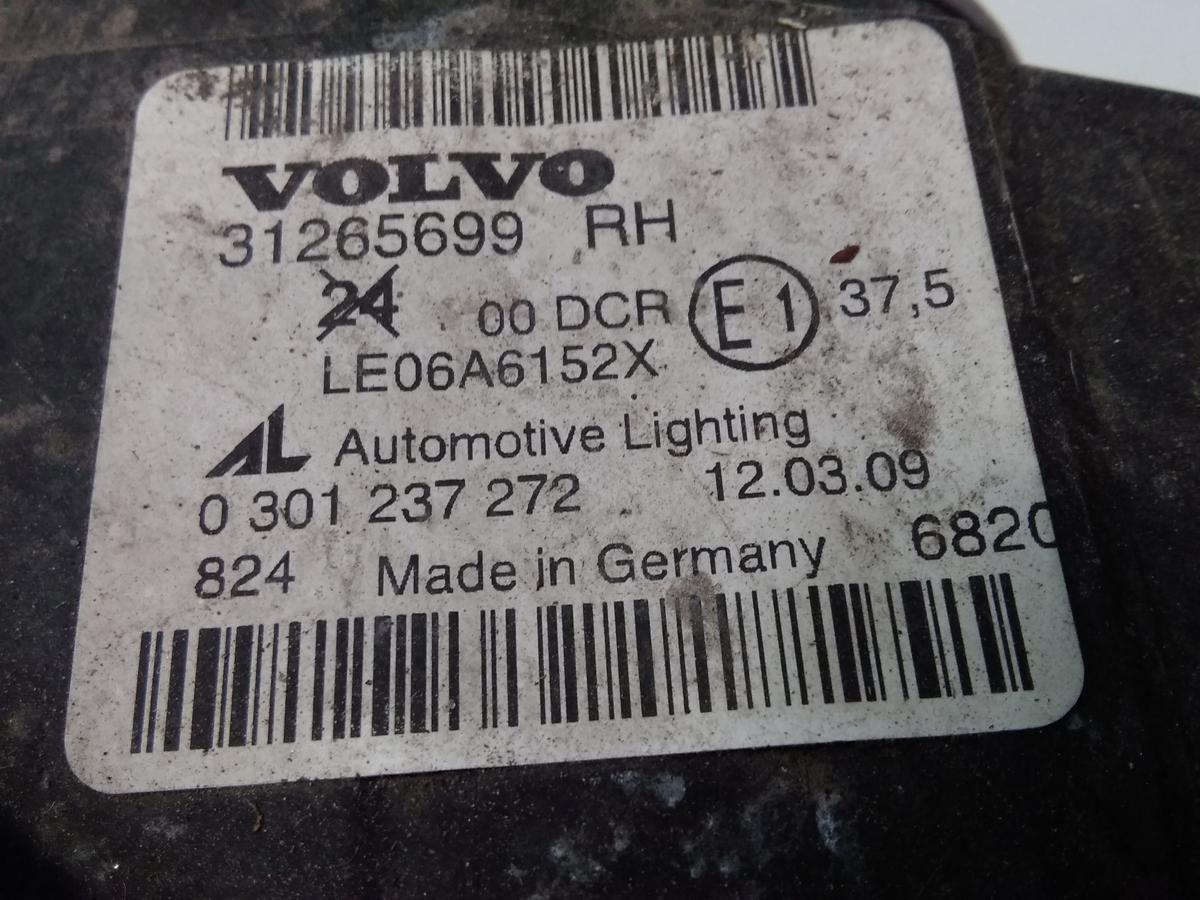 VOLVO
31265699 RH
24 00 DCR E1 37,5
LE06A6152X
AL Automotive Lighting
0 301 237 272 12.03.09
824 Made in Germany 6820